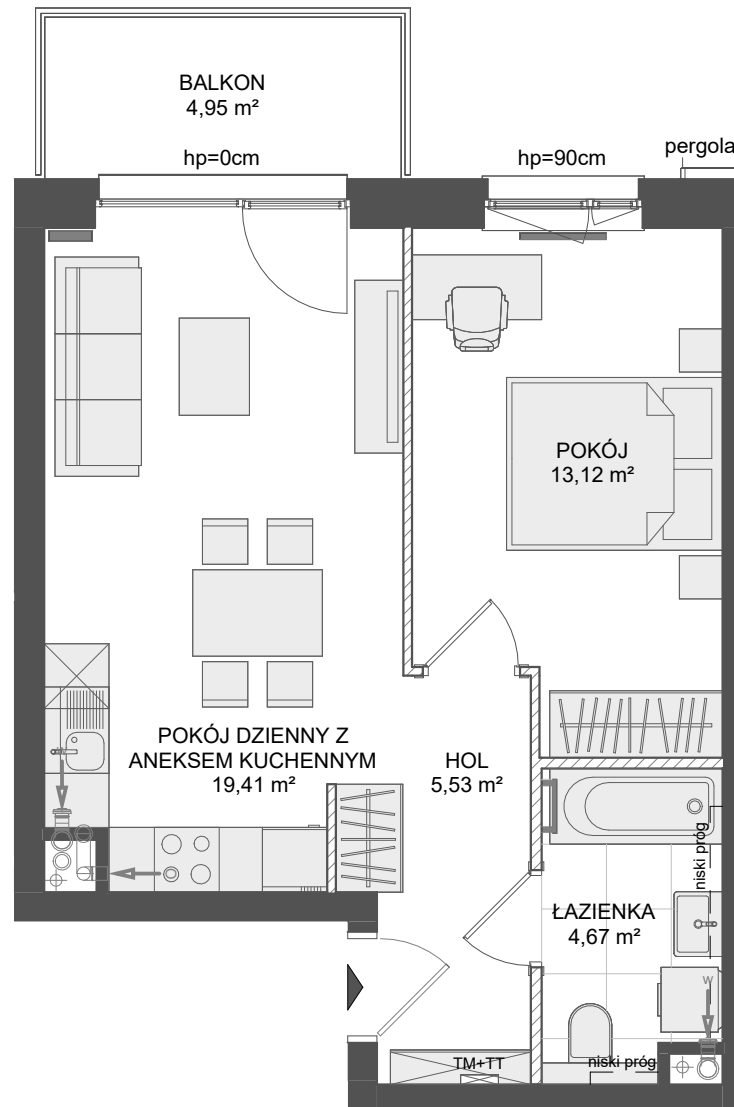 BALKON
4,95 m²
hp=0cm
hp=90cm
pergola
POKÓJ
13,12 m²
POKÓJ DZIENNY Z
ANEKSEM KUCHENNYM
19,41 m²
HOL
5,53 m²
niski próg
ŁAZIENKA
4,67 m²
W
TM+TT
niski próg